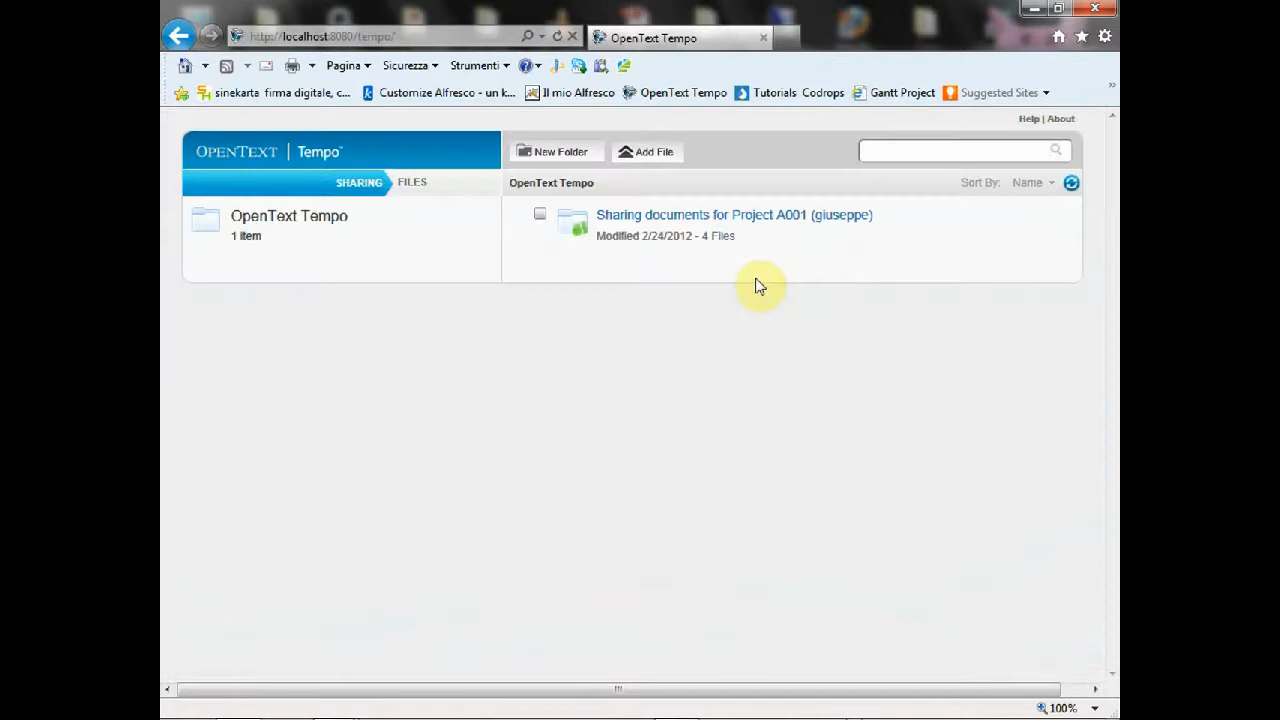 http://localhost:8080/tempo/
OpenText Tempo
Pagina Sicurezza Strumenti
sinekarta firma digitale, c... Customize Alfresco - un k... Il mio Alfresco OpenText Tempo Tutorials Codrops Gantt Project Suggested Sites
Help | About
OPENTEXT | Tempo New Folder Add File
SHARING FILES OpenText Tempo Sort By: Name
OpenText Tempo
1 item
Sharing documents for Project A001 (giuseppe)
Modified 2/24/2012 - 4 Files
100%